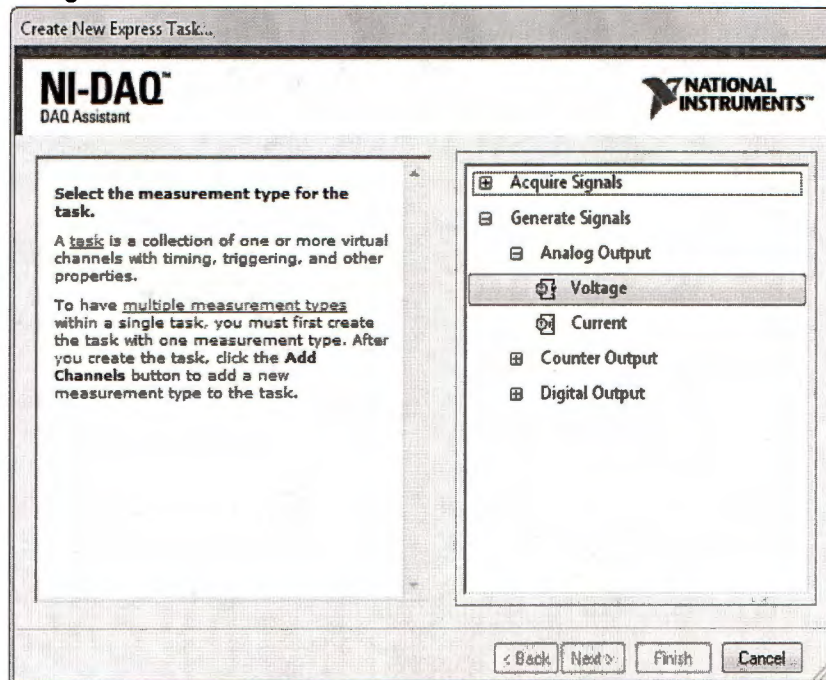 Create New Express Task...
NI-DAQ™
DAQ Assistant
NATIONAL
INSTRUMENTS™
Select the measurement type for the
task.
A task is a collection of one or more virtual
channels with timing, triggering, and other
properties.
To have multiple measurement types
within a single task, you must first create
the task with one measurement type. After
you create the task, click the Add
Channels button to add a new
measurement type to the task.
Acquire Signals
Generate Signals
Analog Output
Voltage
Current
Counter Output
Digital Output
< Back
Next >
Finish
Cancel